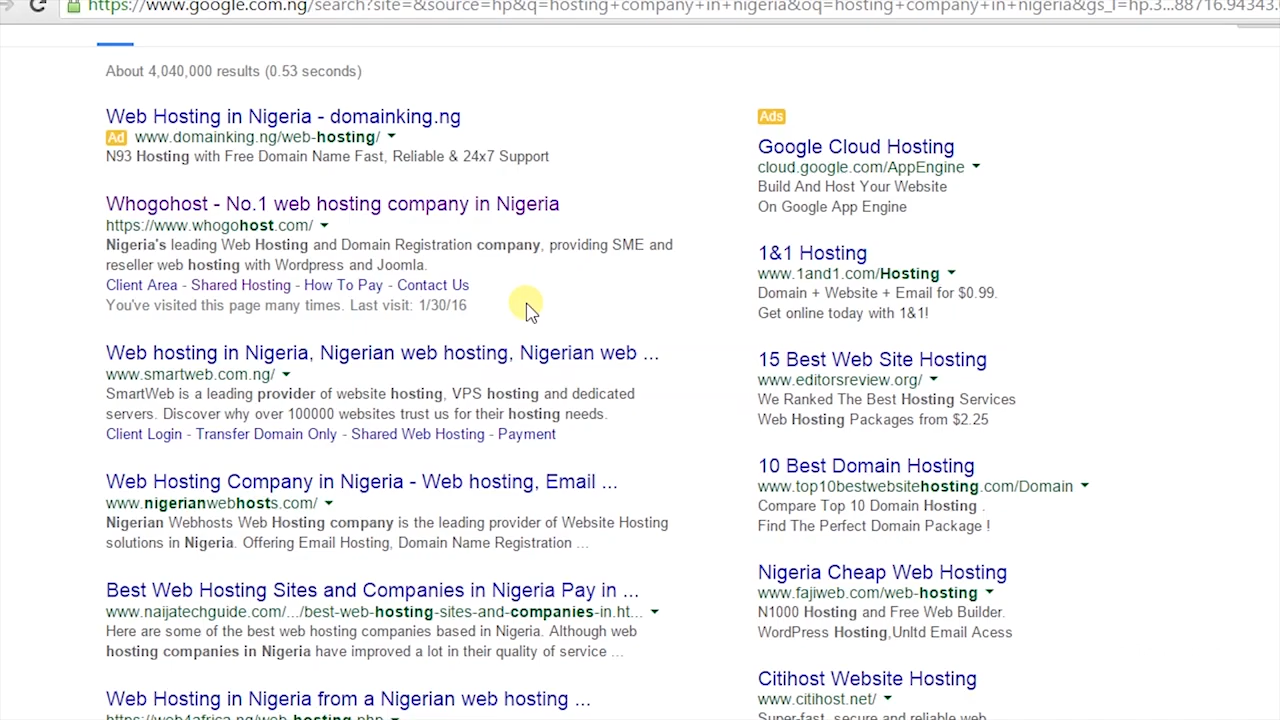 https://www.google.com.ng/search?site=&source=hp&q=hosting+company+in+nigeria&oq=hosting+company+in+nigeria&gs_l=hp.3...88716.94343.0
About 4,040,000 results (0.53 seconds)
Web Hosting in Nigeria - domainking.ng
Ad www.domainking.ng/web-hosting/
N93 Hosting with Free Domain Name Fast, Reliable & 24x7 Support
Whogohost - No.1 web hosting company in Nigeria
https://www.whogohost.com/
Nigeria's leading Web Hosting and Domain Registration company, providing SME and
reseller web hosting with Wordpress and Joomla.
Client Area - Shared Hosting - How To Pay - Contact Us
You've visited this page many times. Last visit: 1/30/16
Web hosting in Nigeria, Nigerian web hosting, Nigerian web ...
www.smartweb.com.ng/
SmartWeb is a leading provider of website hosting, VPS hosting and dedicated
servers. Discover why over 100000 websites trust us for their hosting needs.
Client Login - Transfer Domain Only - Shared Web Hosting - Payment
Web Hosting Company in Nigeria - Web hosting, Email ...
www.nigerianwebhosts.com/
Nigerian Webhosts Web Hosting company is the leading provider of Website Hosting
solutions in Nigeria. Offering Email Hosting, Domain Name Registration ...
Best Web Hosting Sites and Companies in Nigeria Pay in ...
www.naijatechguide.com/.../best-web-hosting-sites-and-companies-in.ht...
Here are some of the best web hosting companies based in Nigeria. Although web
hosting companies in Nigeria have improved a lot in their quality of service ...
Web Hosting in Nigeria from a Nigerian web hosting ...
https://web4africa.ng/web-hosting.php
Ads
Google Cloud Hosting
cloud.google.com/AppEngine
Build And Host Your Website
On Google App Engine
1&1 Hosting
www.1and1.com/Hosting
Domain + Website + Email for $0.99.
Get online today with 1&1!
15 Best Web Site Hosting
www.editorsreview.org/
We Ranked The Best Hosting Services
Web Hosting Packages from $2.25
10 Best Domain Hosting
www.top10bestwebsitehosting.com/Domain
Compare Top 10 Domain Hosting .
Find The Perfect Domain Package !
Nigeria Cheap Web Hosting
www.fajiweb.com/web-hosting
N1000 Hosting and Free Web Builder.
WordPress Hosting,Unltd Email Acess
Citihost Website Hosting
www.citihost.net/
Super-fast, secure and reliable web